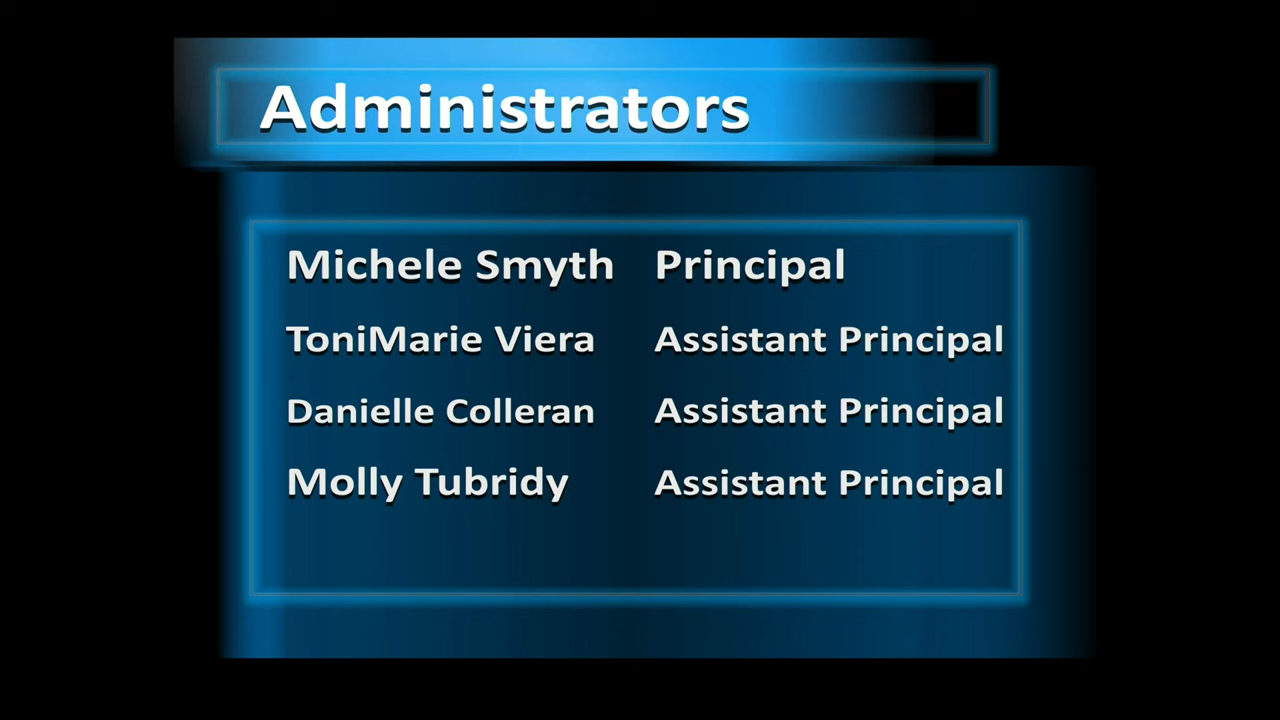 Administrators
Michele Smyth Principal
ToniMarie Viera Assistant Principal
Danielle Colleran Assistant Principal
Molly Tubridy Assistant Principal